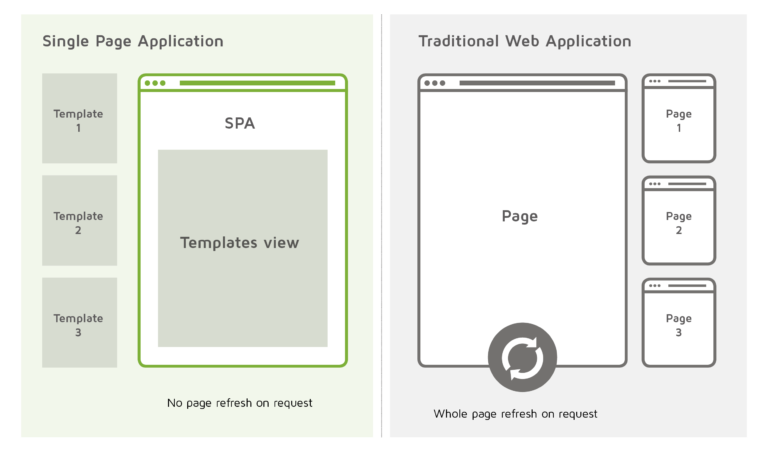 Single Page Application
Template
1
Template
2
Template
3
SPA
Templates view
No page refresh on request
Traditional Web Application
Page
Page
1
Page
2
Page
3
Whole page refresh on request